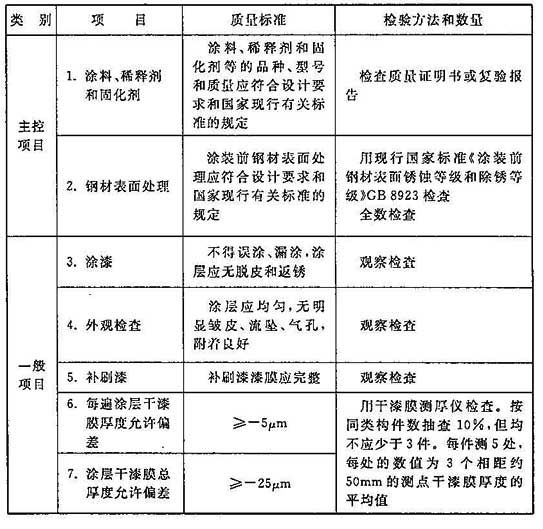 类 别 项 目 质量标准 检验方法和数量
主控
项目
1. 涂料、稀释剂
和固化剂
涂料、稀释剂和固
化剂等的品种、型号
和质量应符合设计要
求和国家现行有关标
准的规定
检查质量证明书或复验报
告
2. 钢材表面处理
涂装前钢材表面处
理应符合设计要求和
国家现行有关标准的
规定
用现行国家标准《涂装前
钢材表面锈蚀等级和除锈等
级》GB 8923 检查
全数检查
一般
项目
3. 涂漆
不得误涂、漏涂,涂
层应无脱皮和返锈
观察检查
4. 外观检查
涂层应均匀,无明
显皱皮、流坠、气孔,
附着良好
观察检查
5. 补刷漆
补刷漆漆膜应完整
观察检查
6. 每遍涂层干漆
膜厚度允许偏
差
≥-5μm
7. 涂层干漆膜总
厚度允许偏差
≥-25μm
用干漆膜测厚仪检查。按
同类构件数抽查 10%,但均
不应少于 3 件。每件测 5 处,
每处的数值为 3 个相距约
50mm 的测点干漆膜厚度的
平均值